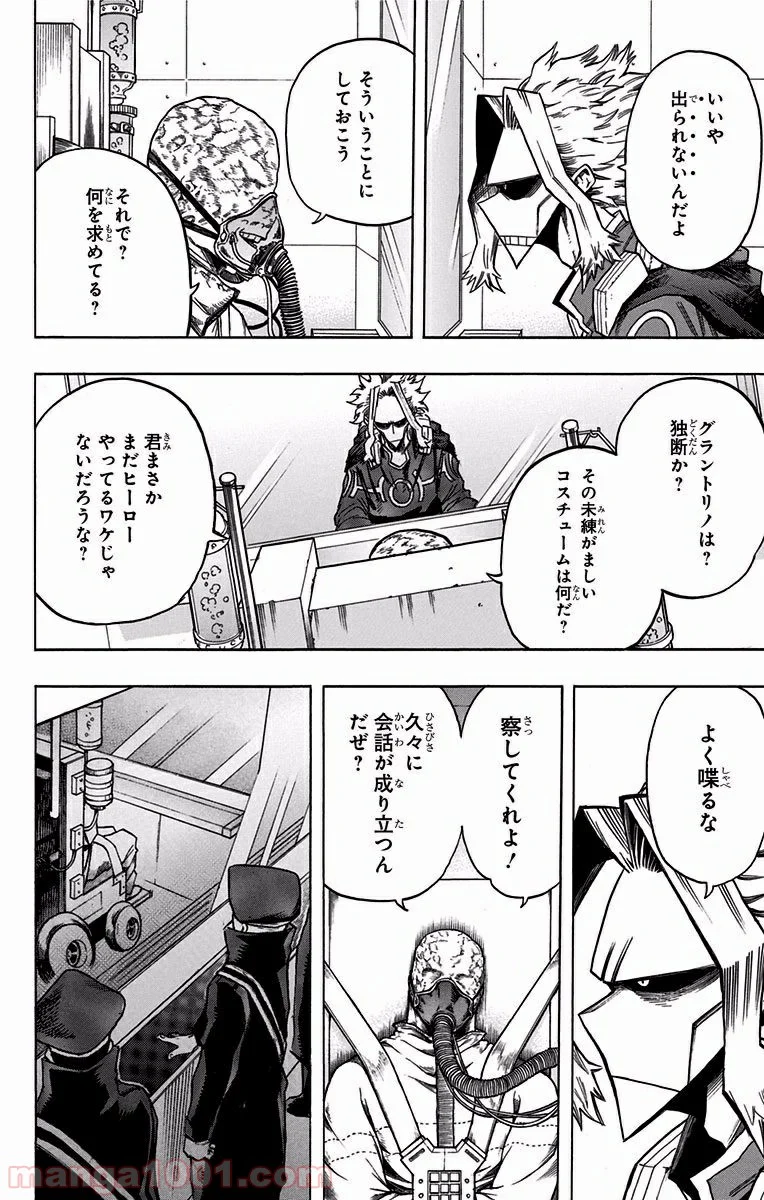 いいや
出られないんだよ
そういうことに
しておこう
それで?
何を求めてる?
グラントリノは?
独断か?
その未練がましい
コスチュームは何だ?
君まさか
まだヒーロー
やってるワケじゃ
ないだろうな?
よく喋るな
察してくれよ!
久々に
会話が成り立つん
だぜ?
manga1001.com